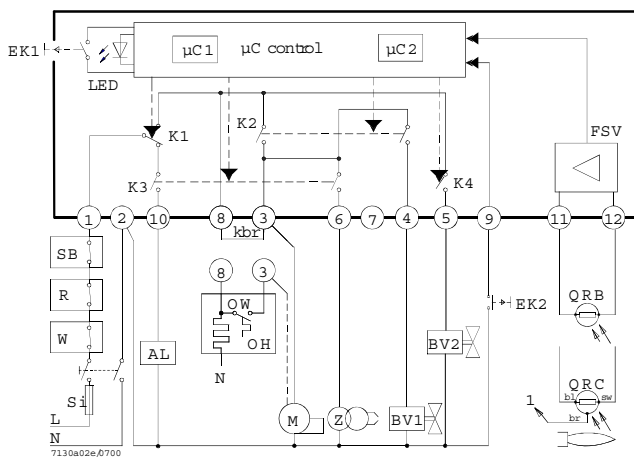 µC1
µC control
µC2
EK1
LED
FSV
K1
K2
K3
K4
1
2
10
8
3
6
7
4
5
9
11
12
kbr
SB
8
3
EK2
QRB
R
OW
W
AL
OH
BV2
N
QRC
bl
sw
Si
M
Z
BV1
1
br
L
N
7130a02e/0700